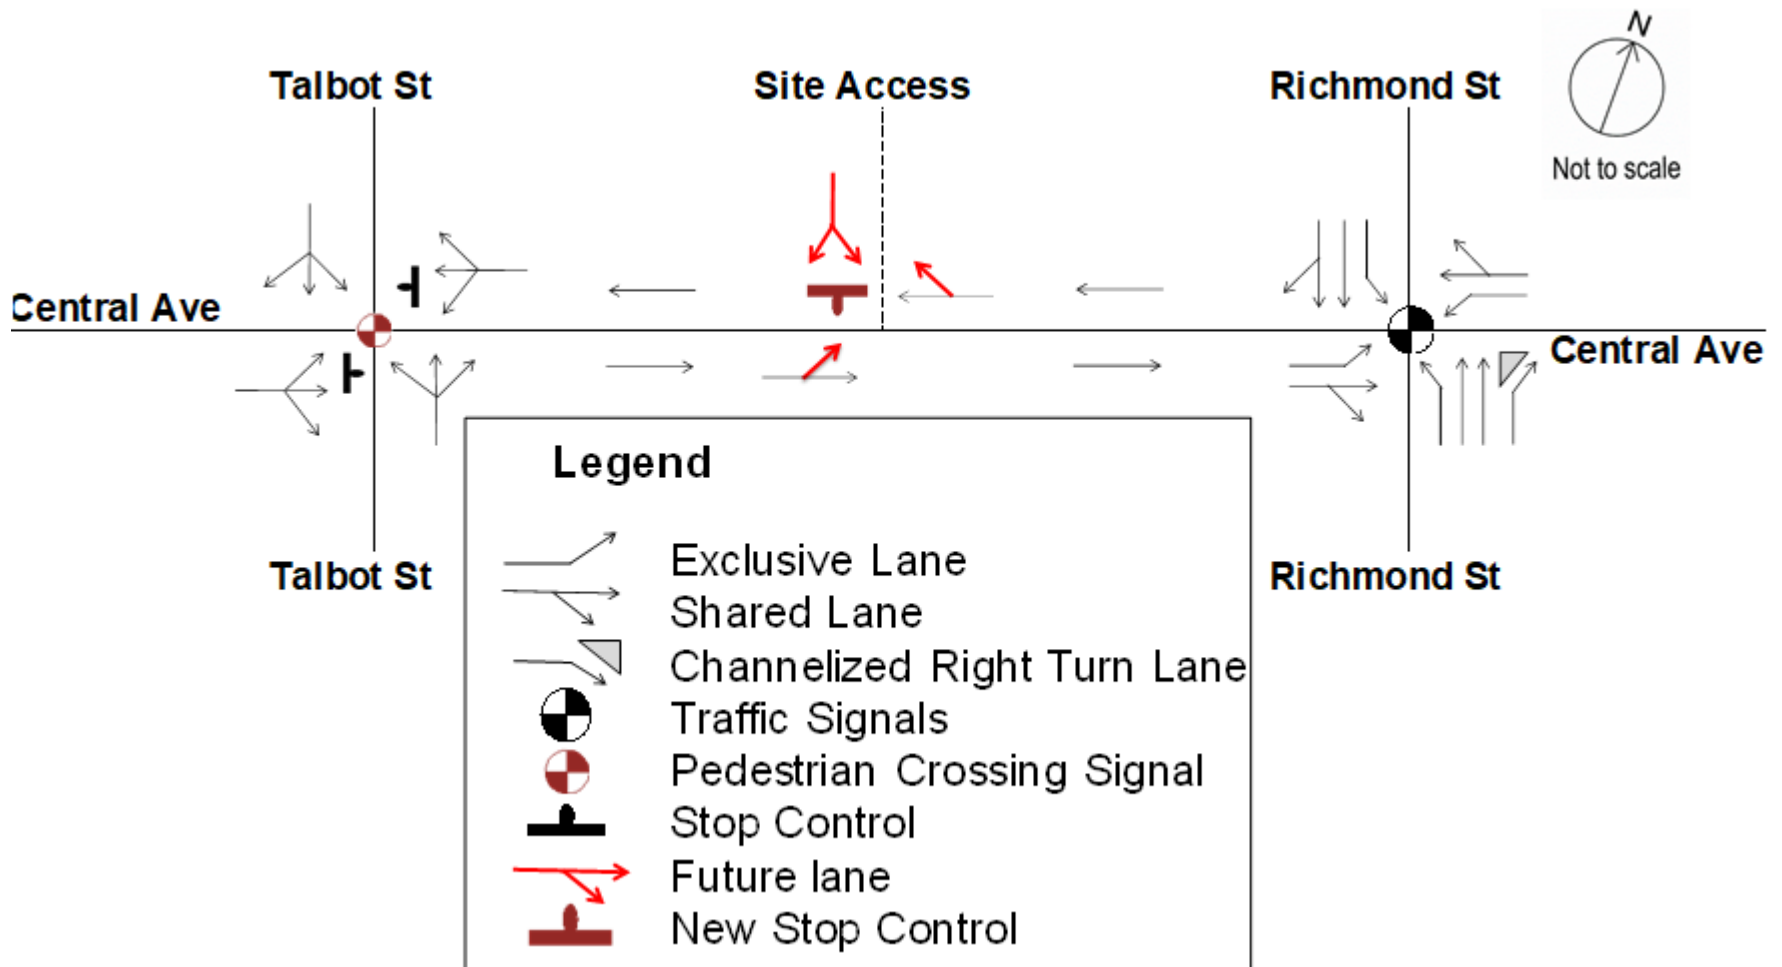 N
Talbot St
Site Access
Richmond St
Not to scale
Central Ave
Central Ave
Talbot St
Richmond St
Legend
Exclusive Lane
Shared Lane
Channelized Right Turn Lane
Traffic Signals
Pedestrian Crossing Signal
Stop Control
Future lane
New Stop Control